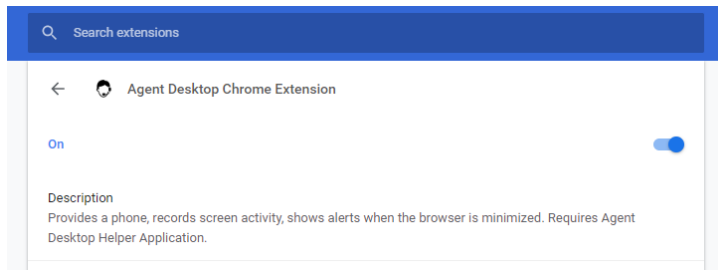 Search extensions
Agent Desktop Chrome Extension
On
Description
Provides a phone, records screen activity, shows alerts when the browser is minimized. Requires Agent
Desktop Helper Application.